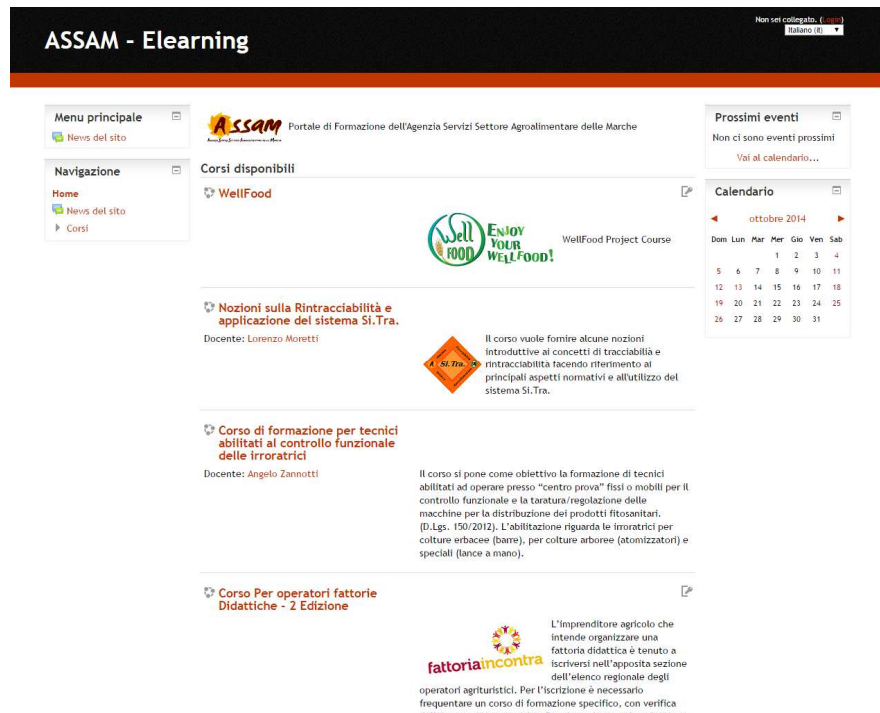 ASSAM - Elearning
Non sei collegato. (Login)
Italiano (it)
Menu principale
News del sito
Navigazione
Home
News del sito
Corsi
ASSAM
Portale di Formazione dell'Agenzia Servizi Settore Agroalimentare delle Marche
Corsi disponibili
WellFood
Well
FOOD
ENJOY
YOUR
WELLFOOD!
WellFood Project Course
Nozioni sulla Rintracciabilità e
applicazione del sistema Si.Tra.
Docente: Lorenzo Moretti
SI.Tra.
Il corso vuole fornire alcune nozioni
introduttive ai concetti di tracciabilià e
rintracciabilità facendo riferimento ai
principali aspetti normativi e all'utilizzo del
sistema Si.Tra.
Corso di formazione per tecnici
abilitati al controllo funzionale
delle irroratrici
Docente: Angelo Zannotti
Il corso si pone come obiettivo la formazione di tecnici
abilitati ad operare presso “centro prova” fissi o mobili per il
controllo funzionale e la taratura/regolazione delle
macchine per la distribuzione dei prodotti fitosanitari.
(D.Lgs. 150/2012). L'abilitazione riguarda le irroratrici per
colture erbacee (barre), per colture arboree (atomizzatori) e
speciali (lance a mano).
Corso Per operatori fattorie
Didattiche - 2 Edizione
fattoriaincontra
L'imprenditore agricolo che
intende organizzare una
fattoria didattica è tenuto a
iscriversi nell'apposita sezione
dell'elenco regionale degli
operatori agrituristici. Per l'iscrizione è necessario
frequentare un corso di formazione specifico, con verifica
Prossimi eventi
Non ci sono eventi prossimi
Vai al calendario...
Calendario
ottobre 2014
Dom Lun Mar Mer Gio Ven Sab
1 2 3 4
5 6 7 8 9 10 11
12 13 14 15 16 17 18
19 20 21 22 23 24 25
26 27 28 29 30 31